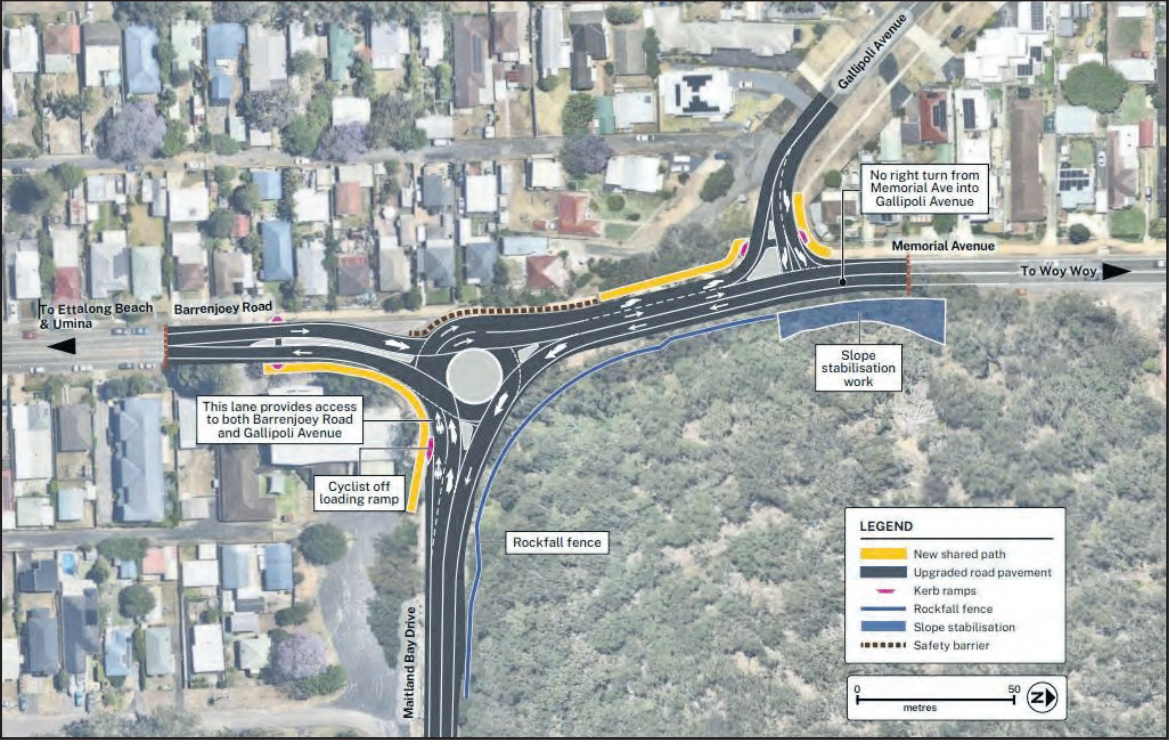 Gallipoli Avenue
No right turn from
Memorial Ave into
Gallipoli Avenue
Memorial Avenue
To Woy Woy
To Ettalong Beach
& Umina
Barrenjoey Road
Slope
stabilisation
work
This lane provides access
to both Barrenjoey Road
and Gallipoli Avenue
Cyclist off
loading ramp
Rockfall fence
Maitland Bay Drive
LEGEND
New shared path
Upgraded road pavement
Kerb ramps
Rockfall fence
Slope stabilisation
Safety barrier
0 50
metres
N